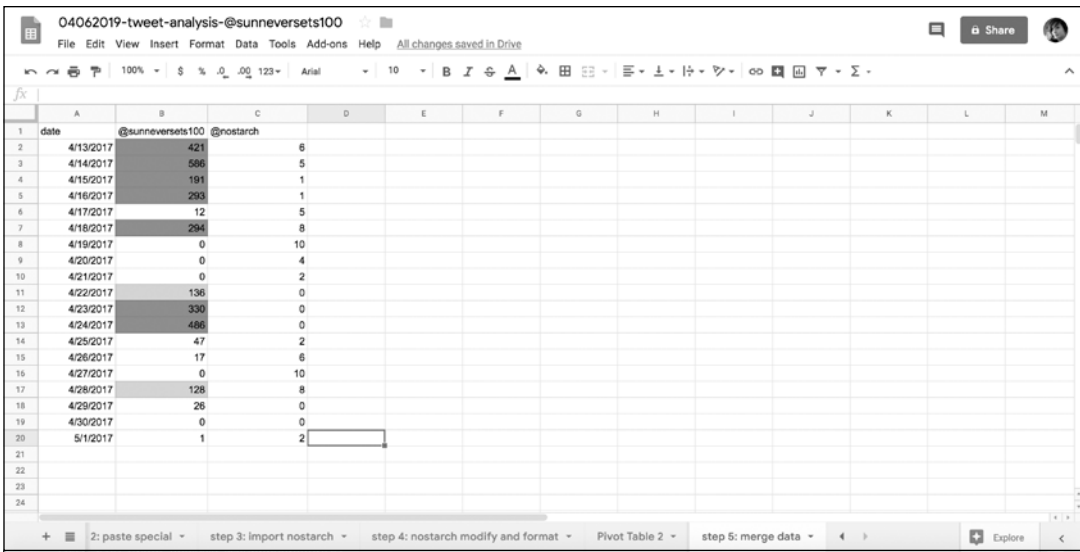 04062019-tweet-analysis-@sunneversets100
Share
File Edit View Insert Format Data Tools Add-ons Help All changes saved in Drive
100% $ % .0 .00 123 Arial 10 B I S A
fx
A B C D E F G H I J K L M
1 date @sunneversets100 @nostarch
2 4/13/2017 421 6
3 4/14/2017 586 5
4 4/15/2017 191 1
5 4/16/2017 293 1
6 4/17/2017 12 5
7 4/18/2017 294 8
8 4/19/2017 0 10
9 4/20/2017 0 4
10 4/21/2017 0 2
11 4/22/2017 136 0
12 4/23/2017 330 0
13 4/24/2017 486 0
14 4/25/2017 47 2
15 4/26/2017 17 6
16 4/27/2017 0 10
17 4/28/2017 128 8
18 4/29/2017 26 0
19 4/30/2017 0 0
20 5/1/2017 1 2
21
22
23
24
2: paste special step 3: import nostarch step 4: nostarch modify and format Pivot Table 2 step 5: merge data Explore